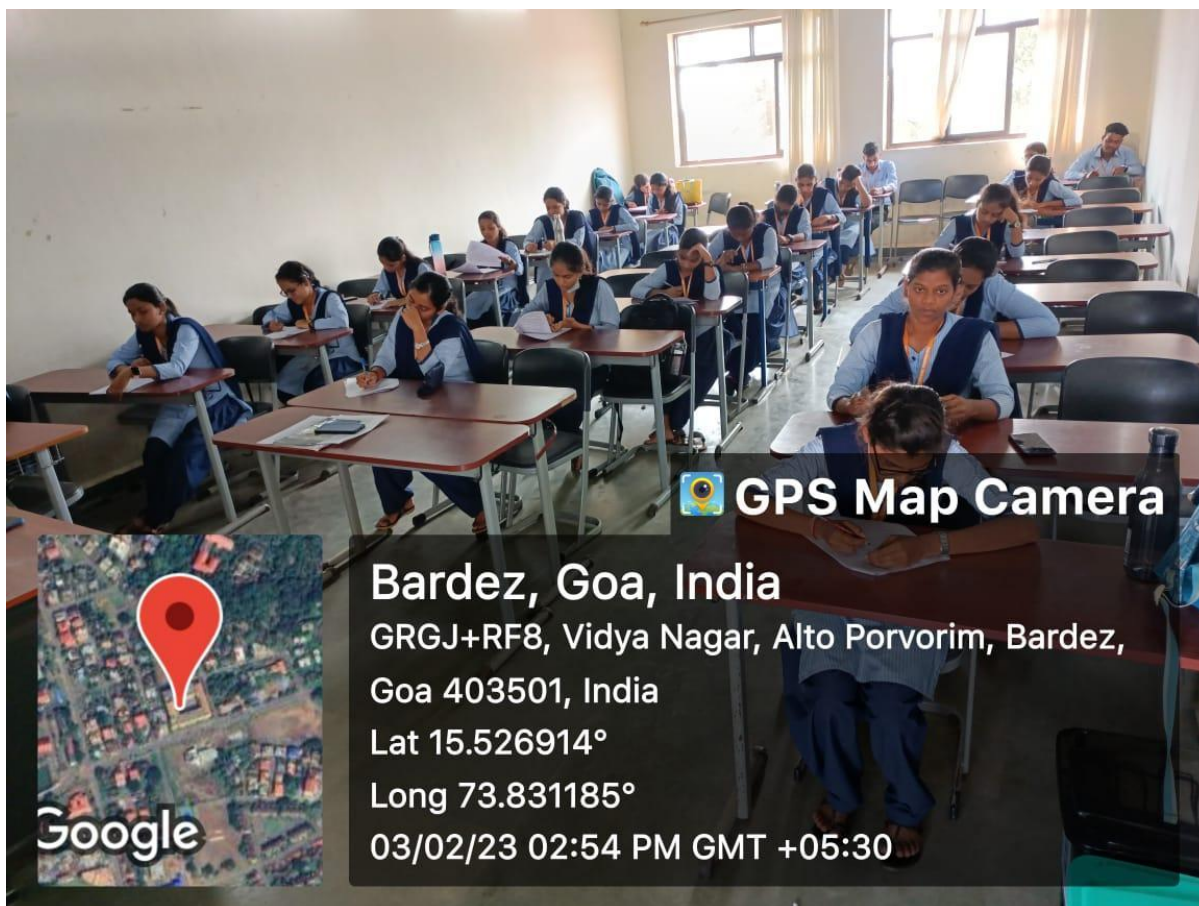 GPS Map Camera
Bardez, Goa, India
GRGJ+RF8, Vidya Nagar, Alto Porvorim, Bardez,
Goa 403501, India
Lat 15.526914°
Long 73.831185°
03/02/23 02:54 PM GMT +05:30
Google